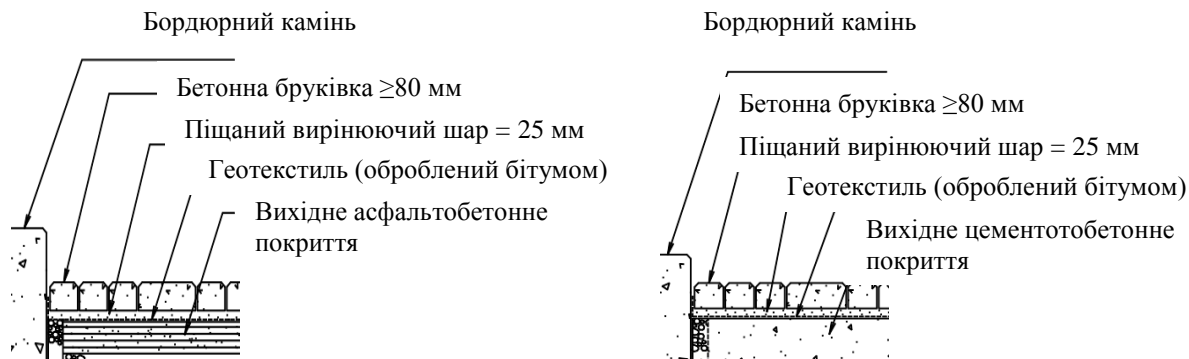 Бордюрний камінь
Бетонна бруківка ≥80 мм
Піщаний вирінюючий шар = 25 мм
Геотекстиль (оброблений бітумом)
Вихідне асфальтобетонне
покриття
Бордюрний камінь
Бетонна бруківка ≥80 мм
Піщаний вирінюючий шар = 25 мм
Геотекстиль (оброблений бітумом)
Вихідне цементотобетонне
покриття